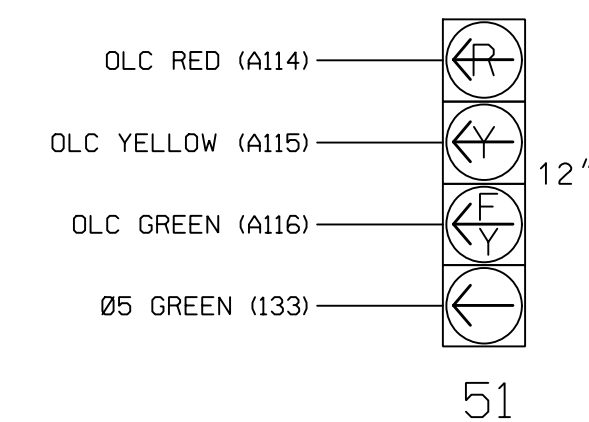 OLC RED (A114)
R
OLC YELLOW (A115)
Y
12"
OLC GREEN (A116)
F
Y
Ø5 GREEN (133)
51